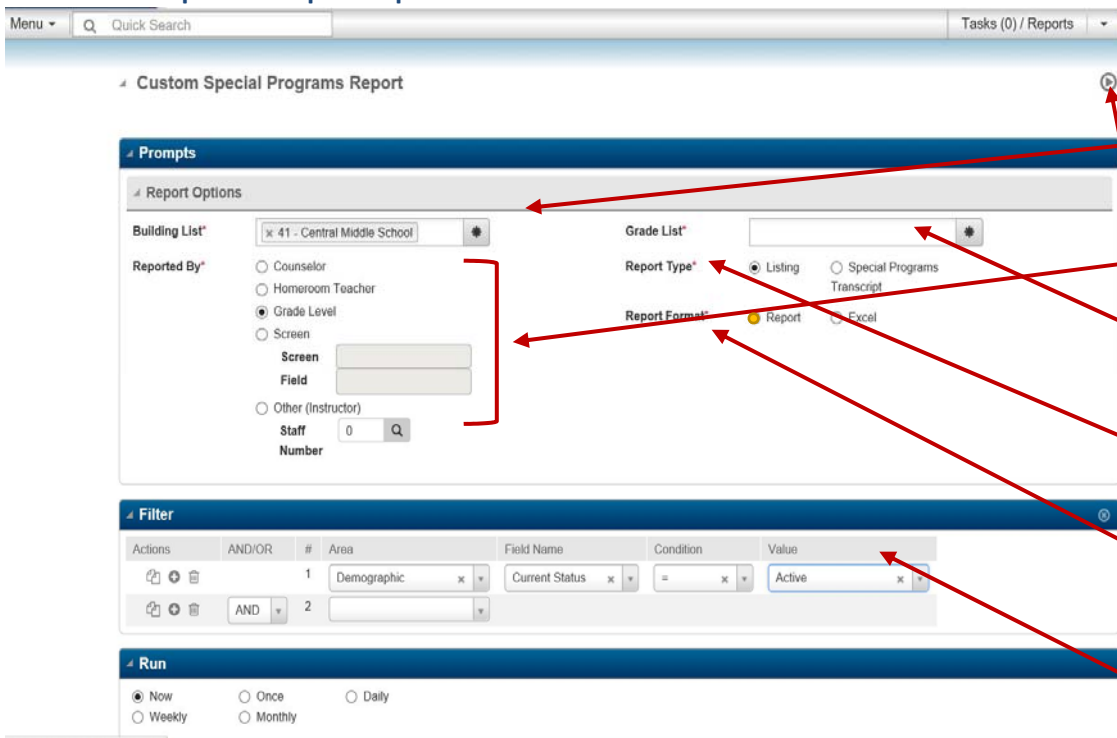 Menu Quick Search Tasks (0) / Reports
Custom Special Programs Report
Prompts
Report Options
Building List* x 41 - Central Middle School Grade List*
Reported By* Counselor Report Type* Listing Special Programs Transcript
Homeroom Teacher
Grade Level Report Format* Report Excel
Screen
Screen
Field
Other (Instructor)
Staff Number 0
Filter
Actions AND/OR # Area Field Name Condition Value
1 Demographic x Current Status x = x Active x
AND 2
Run
Now Once Daily
Weekly Monthly